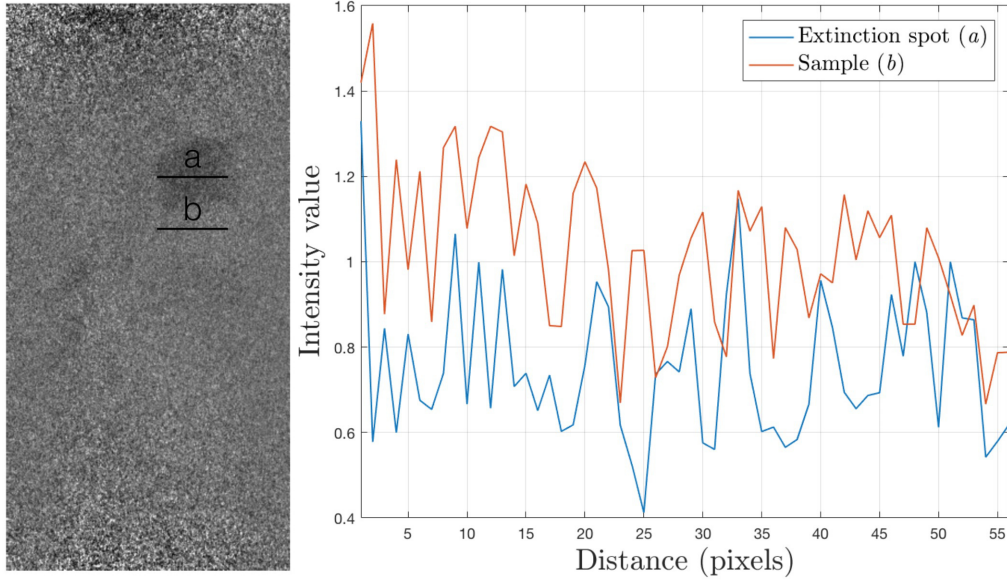 a
b
Intensity value
1.6
1.4
1.2
1
0.8
0.6
0.4
Extinction spot (a)
Sample (b)
5 10 15 20 25 30 35 40 45 50 55
Distance (pixels)